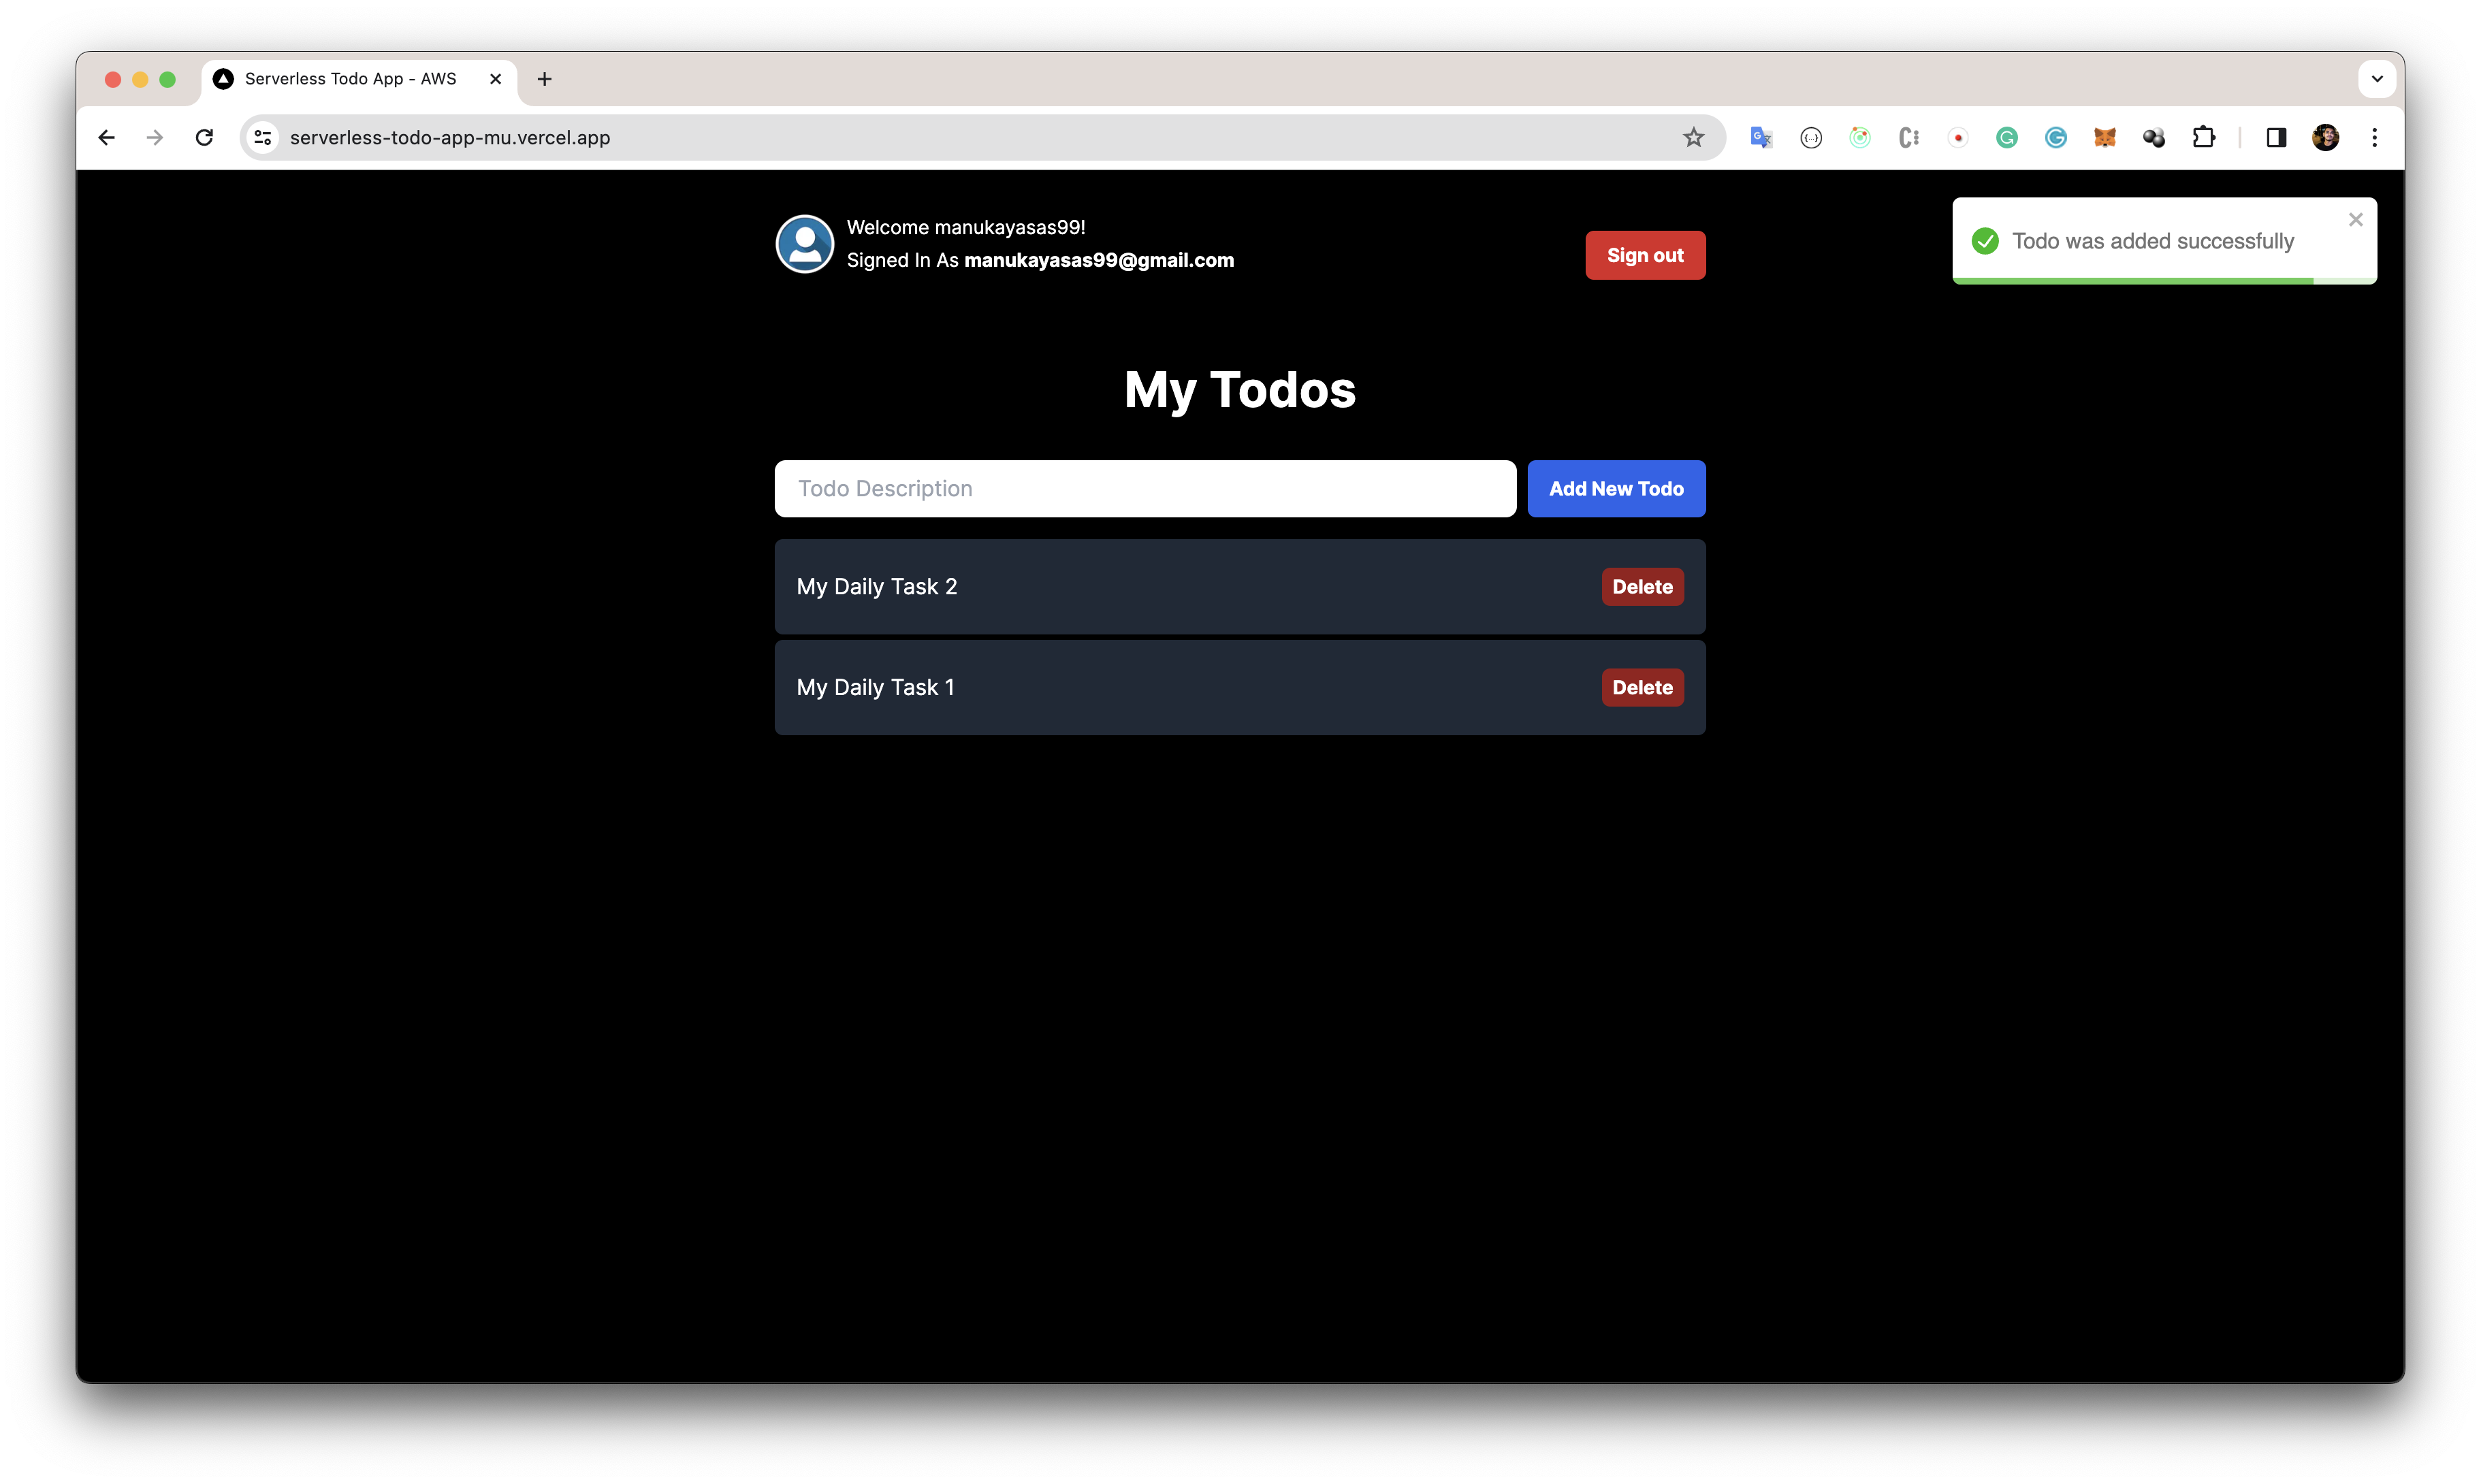 Serverless Todo App - AWS
serverless-todo-app-mu.vercel.app
Welcome manukayasas99!
Signed In As manukayasas99@gmail.com
Sign out
Todo was added successfully
My Todos
Todo Description
Add New Todo
My Daily Task 2
Delete
My Daily Task 1
Delete